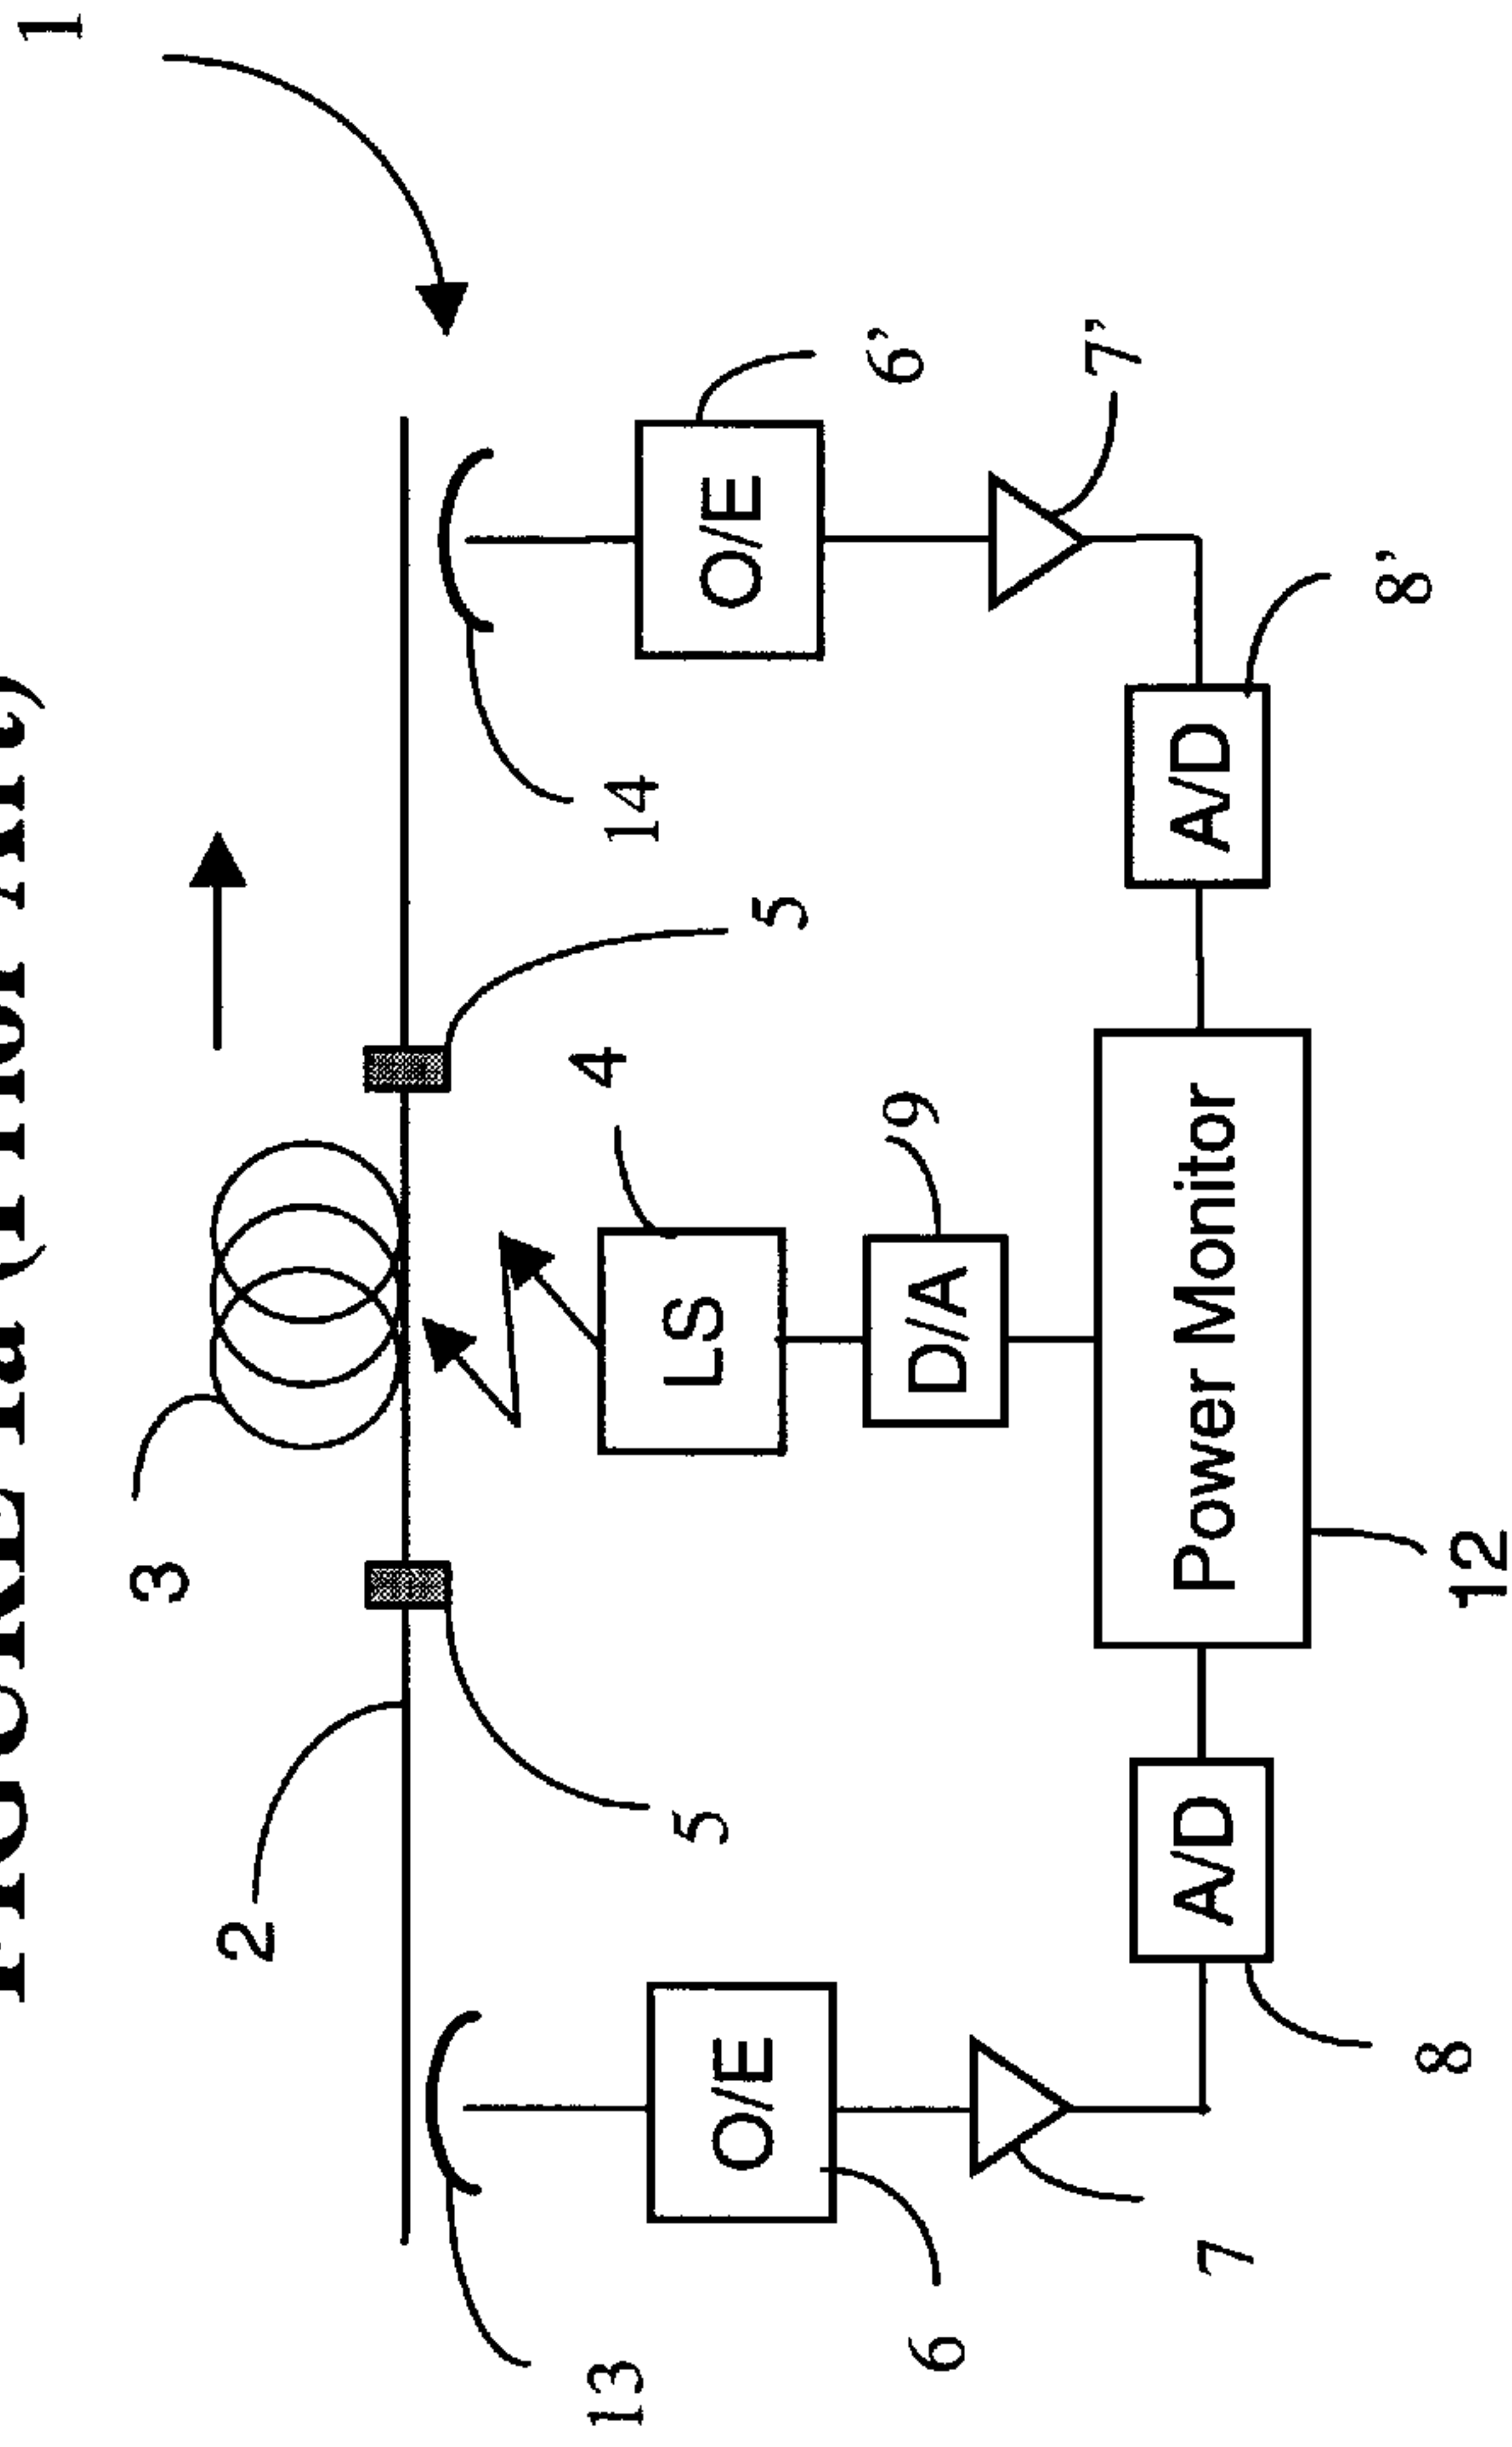 FIGURE 1a (Prior Art)
1
3
2
4
13
14
5
5
O/E
LS
O/E
6
D/A
9
6'
7'
7
A/D
Power Monitor
A/D
8'
8
12